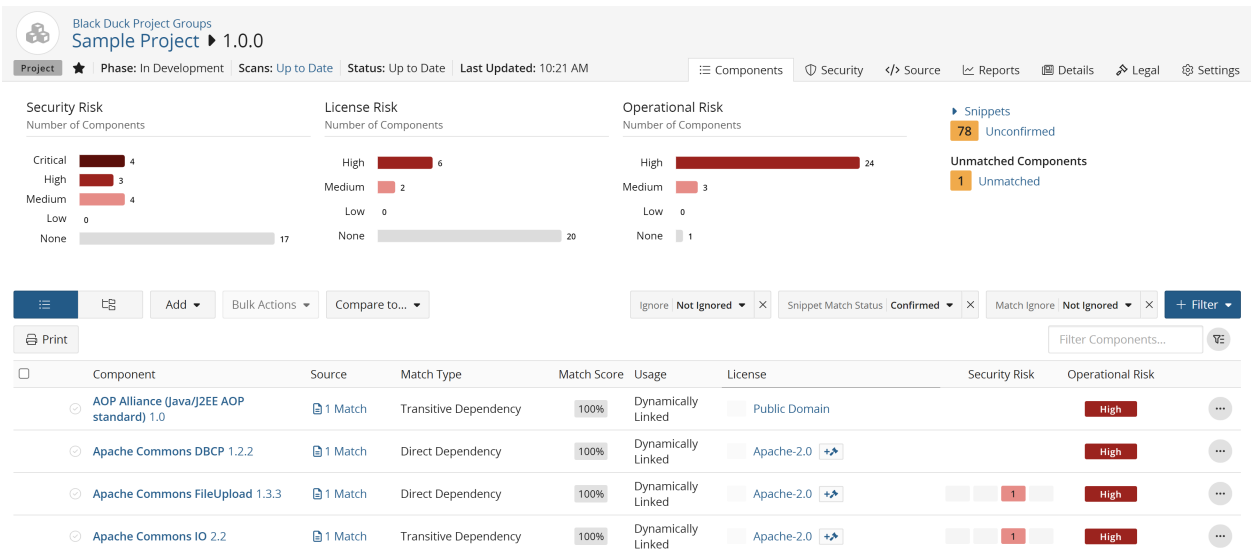 Black Duck Project Groups
Sample Project 1.0.0
Project Phase: In Development Scans: Up to Date Status: Up to Date Last Updated: 10:21 AM
Components Security </> Source Reports Details Legal Settings
Security Risk
Number of Components
Critical 4
High 3
Medium 4
Low 0
None 17
License Risk
Number of Components
High 6
Medium 2
Low 0
None 20
Operational Risk
Number of Components
High 24
Medium 3
Low 0
None 1
Snippets
78 Unconfirmed
Unmatched Components
1 Unmatched
Add Bulk Actions Compare to... Ignore Not Ignored × Snippet Match Status Confirmed × Match Ignore Not Ignored × + Filter
Print Filter Components...
Component Source Match Type Match Score Usage License Security Risk Operational Risk
AOP Alliance (Java/J2EE AOP
standard) 1.0 1 Match Transitive Dependency 100% Dynamically
Linked Public Domain High ...
Apache Commons DBCP 1.2.2 1 Match Direct Dependency 100% Dynamically
Linked Apache-2.0 + High ...
Apache Commons FileUpload 1.3.3 1 Match Direct Dependency 100% Dynamically
Linked Apache-2.0 + 1 High ...
Apache Commons IO 2.2 1 Match Transitive Dependency 100% Dynamically
Linked Apache-2.0 + 1 High ...